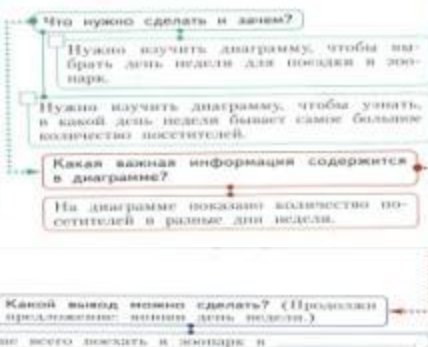 Что нужно сделать и зачем?
Нужно изучить диаграмму, чтобы вы-
брать день недели для поездки в зоо-
парк.
Нужно изучить диаграмму, чтобы узнать,
в какой день недели бывает самое большое
количество посетителей.
Какая важная информация содержится
в диаграмме?
На диаграмме показано количество по-
сетителей в разные дни недели.
Какой вывод можно сделать? (Продолжи
предложение: впиши день недели.)
всего поехать в зоопарк в